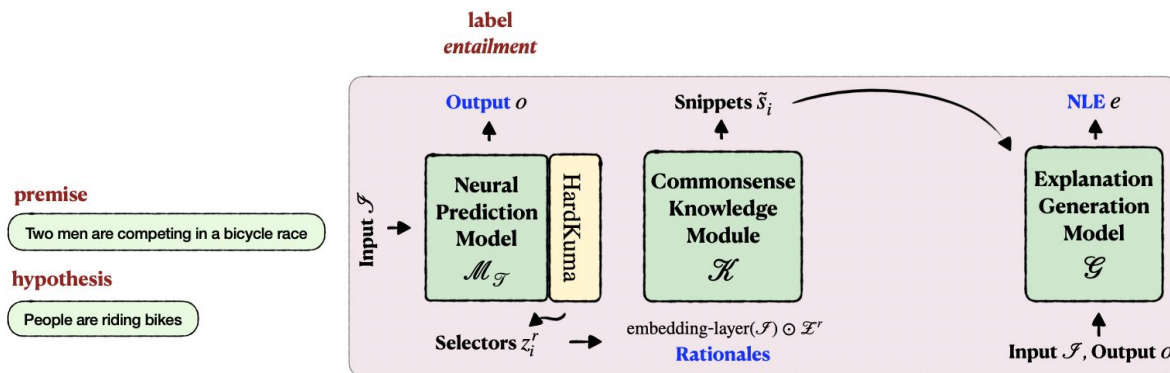 label
entailment
Output o
Snippets s̃ᵢ
NLE e
premise
Two men are competing in a bicycle race
hypothesis
People are riding bikes
Input ℐ
Neural
Prediction
Model
ℳ_𝒯
HardKuma
Commonsense
Knowledge
Module
𝒦
Explanation
Generation
Model
𝒢
Selectors zᵢʳ
embedding-layer(ℐ) ⊙ 𝒵ʳ
Rationales
Input ℐ, Output o